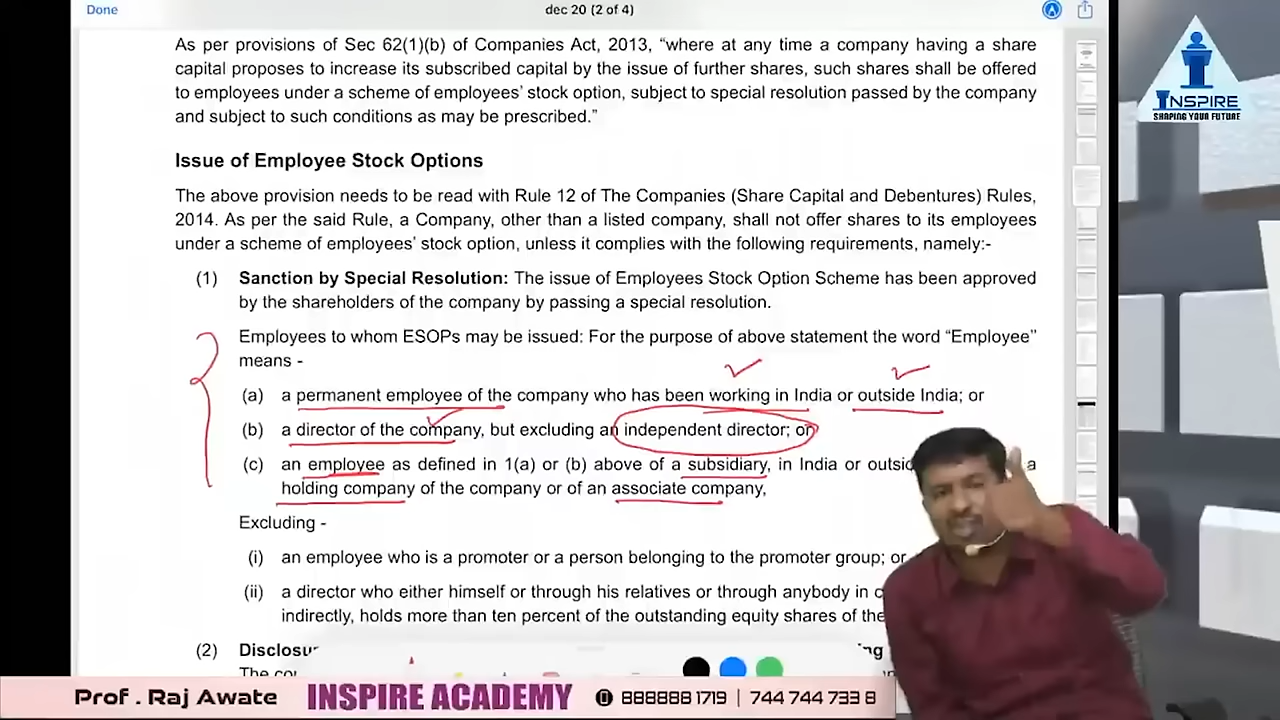 Done
dec 20 (2 of 4)
As per provisions of Sec 62(1)(b) of Companies Act, 2013, “where at any time a company having a share
capital proposes to increase its subscribed capital by the issue of further shares, such shares shall be offered
to employees under a scheme of employees’ stock option, subject to special resolution passed by the company
and subject to such conditions as may be prescribed.”
INSPIRE
SHAPING YOUR FUTURE
Issue of Employee Stock Options
The above provision needs to be read with Rule 12 of The Companies (Share Capital and Debentures) Rules,
2014. As per the said Rule, a Company, other than a listed company, shall not offer shares to its employees
under a scheme of employees’ stock option, unless it complies with the following requirements, namely:-
(1) Sanction by Special Resolution: The issue of Employees Stock Option Scheme has been approved
by the shareholders of the company by passing a special resolution.
Employees to whom ESOPs may be issued: For the purpose of above statement the word “Employee”
means -
(a) a permanent employee of the company who has been working in India or outside India; or
(b) a director of the company, but excluding an independent director; or
(c) an employee as defined in 1(a) or (b) above of a subsidiary, in India or a
holding company of the company or of an associate company,
Excluding -
(i) an employee who is a promoter or a person belonging to the promoter group; or
(ii) a director who either himself or through his relatives or through anybody in
indirectly, holds more than ten percent of the outstanding equity shares of the
(2)
The
Prof. Raj Awate INSPIRE ACADEMY 888888 1719 | 744 744 733 8